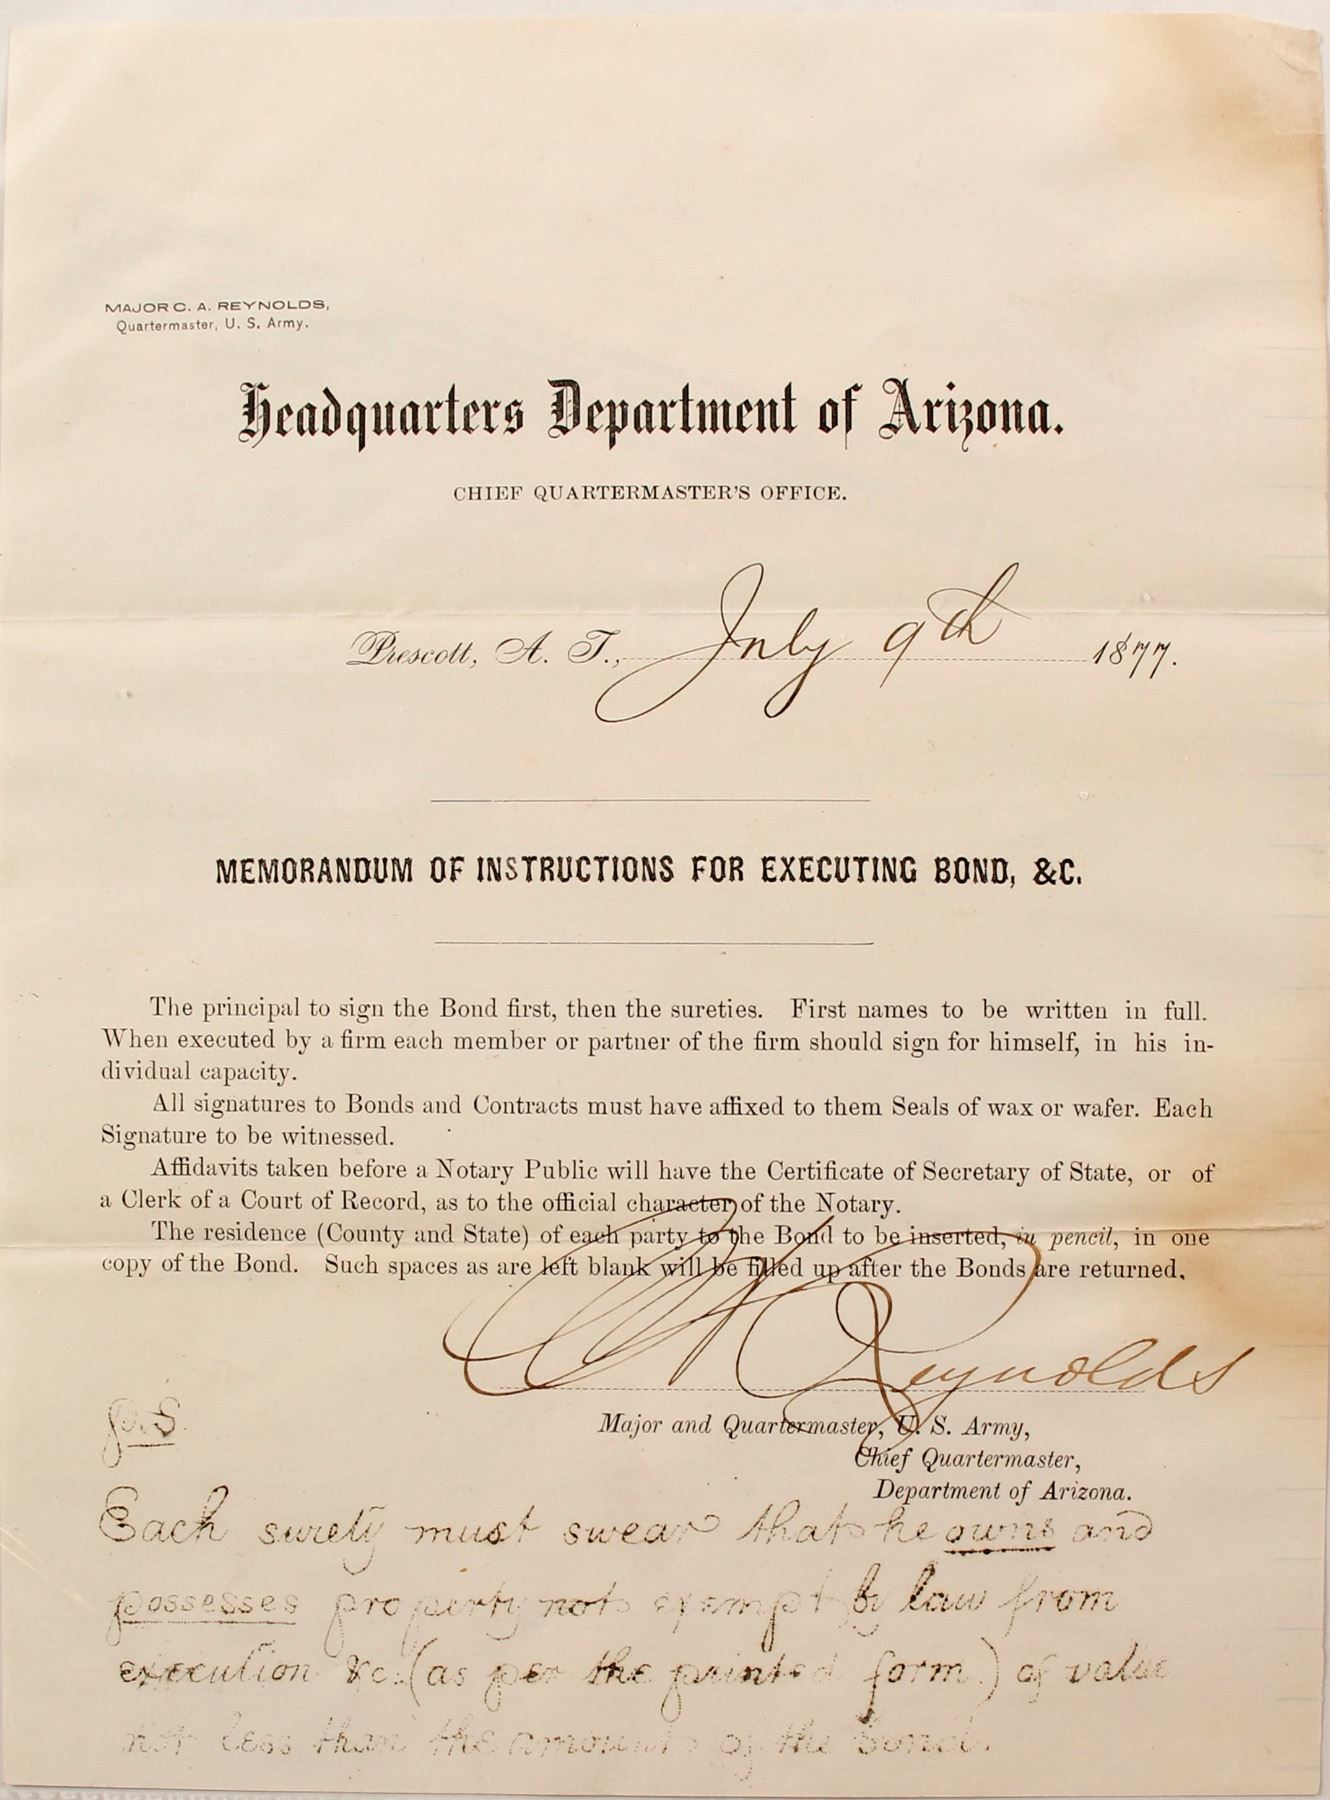 MAJOR C. A. REYNOLDS,
Quartermaster, U. S. Army.
Headquarters Department of Arizona.
CHIEF QUARTERMASTER'S OFFICE.
Prescott, A. T., July 9th 1877.
MEMORANDUM OF INSTRUCTIONS FOR EXECUTING BOND, &C.
The principal to sign the Bond first, then the sureties. First names to be written in full.
When executed by a firm each member or partner of the firm should sign for himself, in his in-
dividual capacity.
All signatures to Bonds and Contracts must have affixed to them Seals of wax or wafer. Each
Signature to be witnessed.
Affidavits taken before a Notary Public will have the Certificate of Secretary of State, or of
a Clerk of a Court of Record, as to the official character of the Notary.
The residence (County and State) of each party to the Bond to be inserted, in pencil, in one
copy of the Bond. Such spaces as are left blank will be filled up after the Bonds are returned.
C A Reynolds
Major and Quartermaster, U. S. Army,
Chief Quartermaster,
Department of Arizona.
p.S.
Each surety must swear that he owns and
possesses property not exempt by law from
execution &c. (as per the printed form.) of value
not less than the amount of the bond.